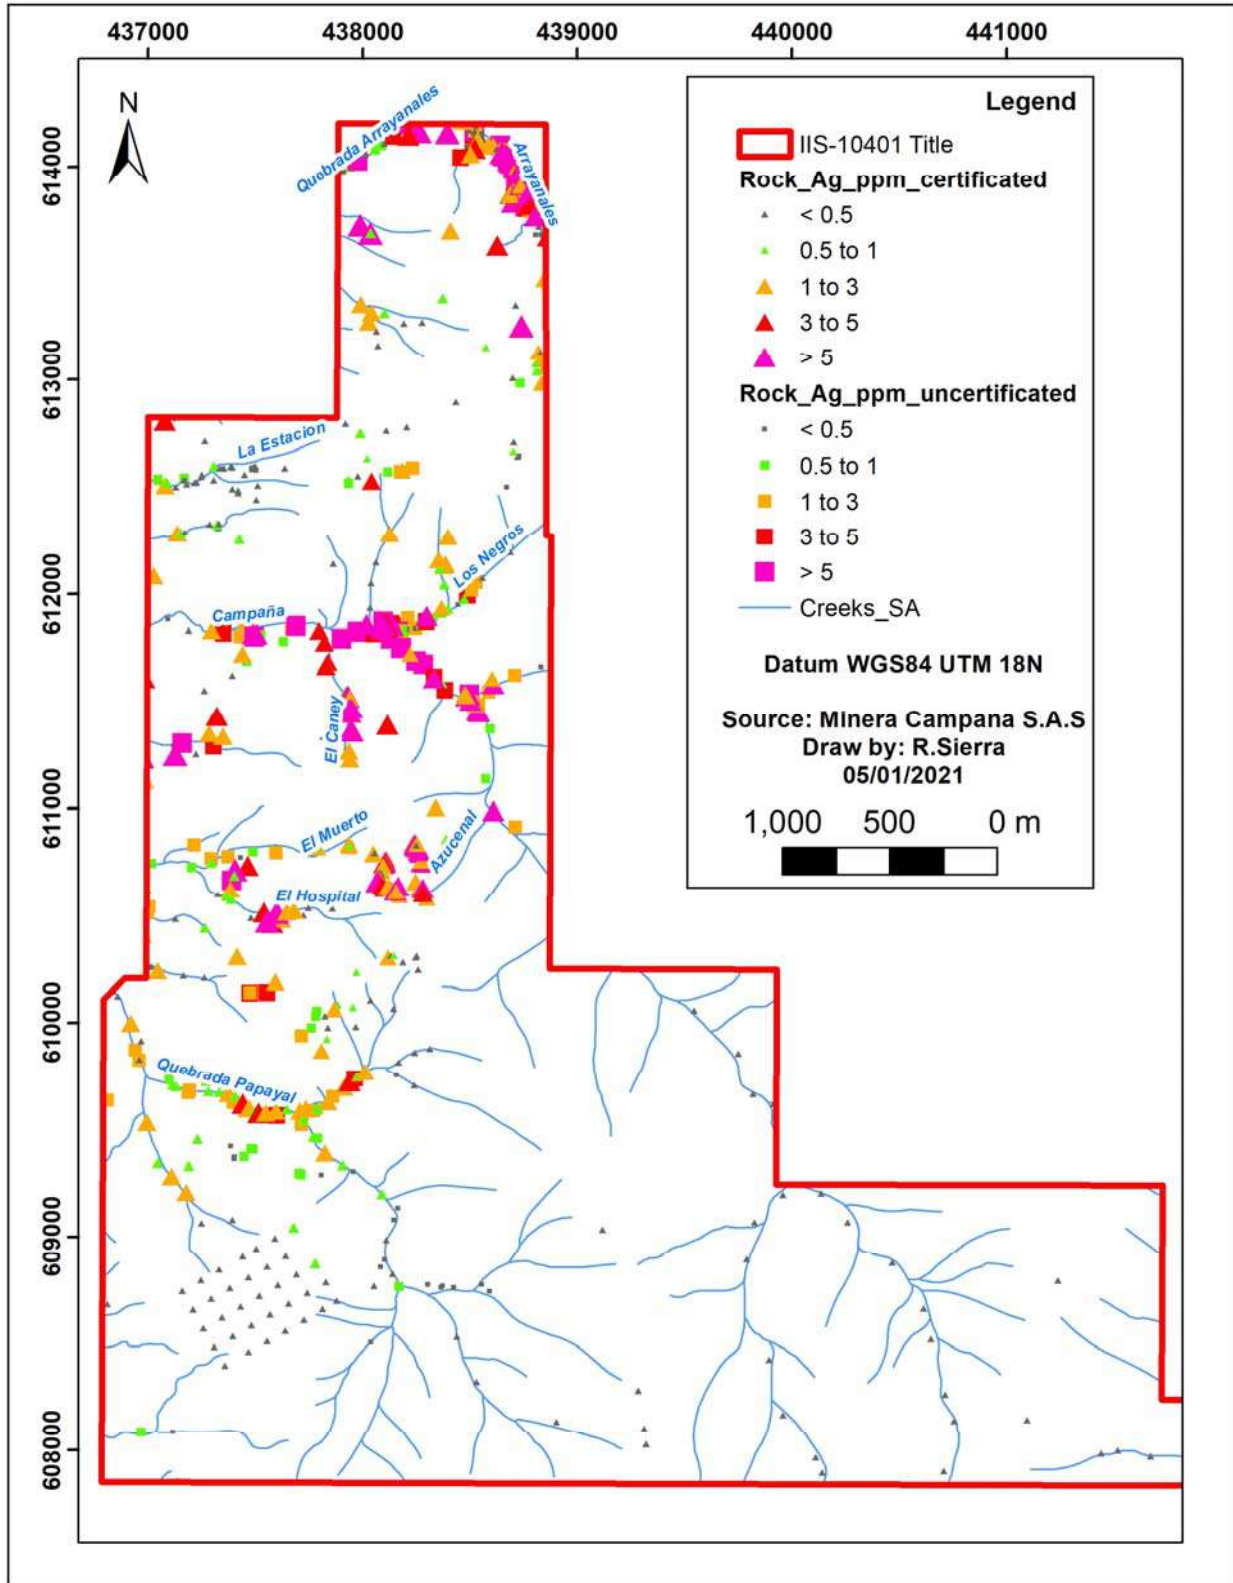 437000
438000
439000
440000
441000
N
614000
613000
612000
611000
610000
609000
608000
Quebrada Arrayanales
Arrayanales
La Estacion
Los Negros
Campaña
El Caney
El Muerto
Azucenal
El Hospital
Quebrada Papayal
Legend
IIS-10401 Title
Rock_Ag_ppm_certificated
< 0.5
0.5 to 1
1 to 3
3 to 5
> 5
Rock_Ag_ppm_uncertificated
< 0.5
0.5 to 1
1 to 3
3 to 5
> 5
Creeks_SA
Datum WGS84 UTM 18N
Source: Minera Campana S.A.S
Draw by: R.Sierra
05/01/2021
1,000 500 0 m